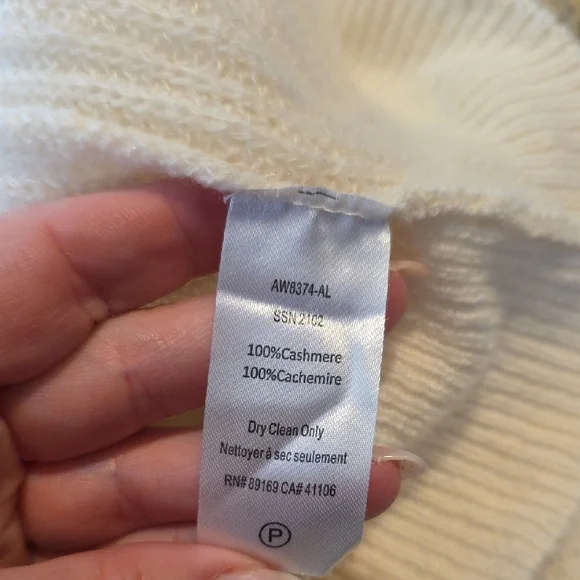 AW8374-AL
SSN 2102
100%Cashmere
100%Cachemire
Dry Clean Only
Nettoyer à sec seulement
RN# 89169 CA# 41106
P